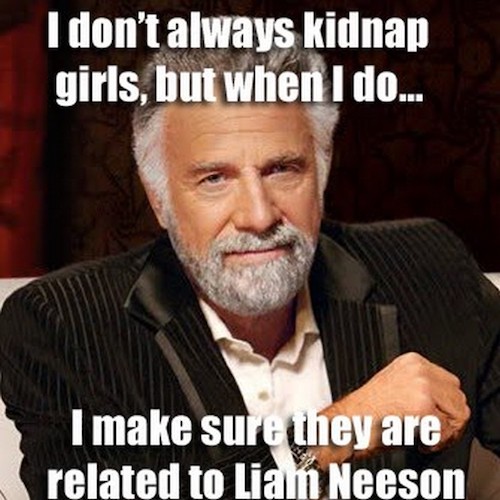 I don't always kidnap
girls, but when I do...
I make sure they are
related to Liam Neeson